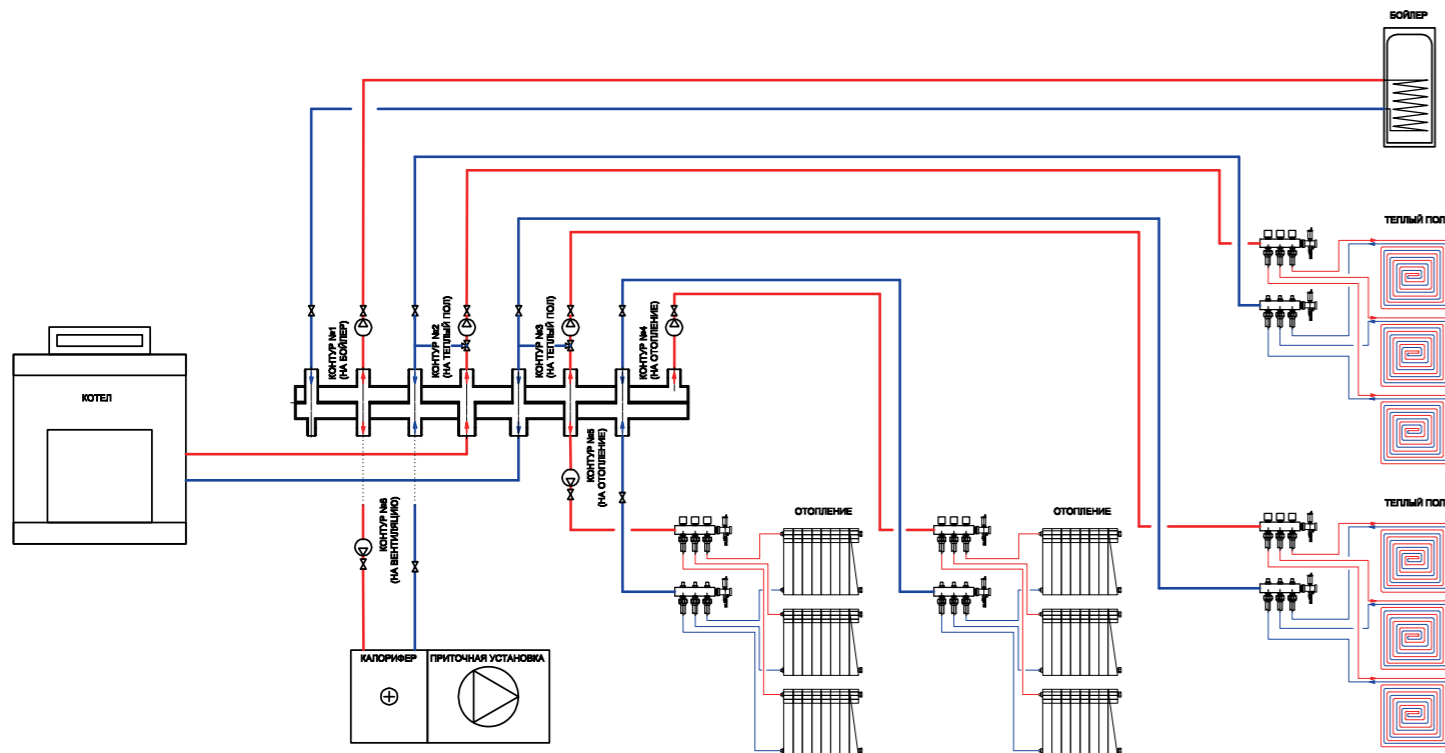 БОЙЛЕР
ТЕПЛЫЙ ПОЛ
КОНТУР №1
(НА БОЙЛЕР)
КОНТУР №2
(НА ТЕПЛЫЙ ПОЛ)
КОНТУР №3
(НА ТЕПЛЫЙ ПОЛ)
КОНТУР №4
(НА ОТОПЛЕНИЕ)
КОТЕЛ
КОНТУР №5
(НА ОТОПЛЕНИЕ)
КОНТУР №6
(НА ВЕНТИЛЯЦИЮ)
ОТОПЛЕНИЕ
ОТОПЛЕНИЕ
ТЕПЛЫЙ ПОЛ
КАЛОРИФЕР
ПРИТОЧНАЯ УСТАНОВКА